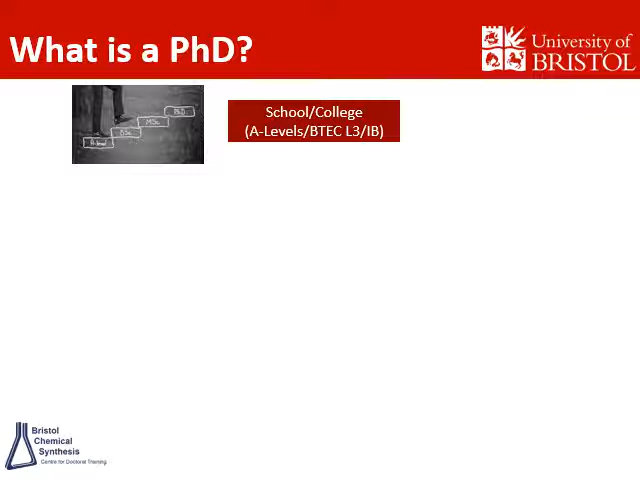 What is a PhD?
University of
BRISTOL
PhD
MSc
BSc
A-level
School/College
(A-Levels/BTEC L3/IB)
Bristol
Chemical
Synthesis
Centre for Doctoral Training